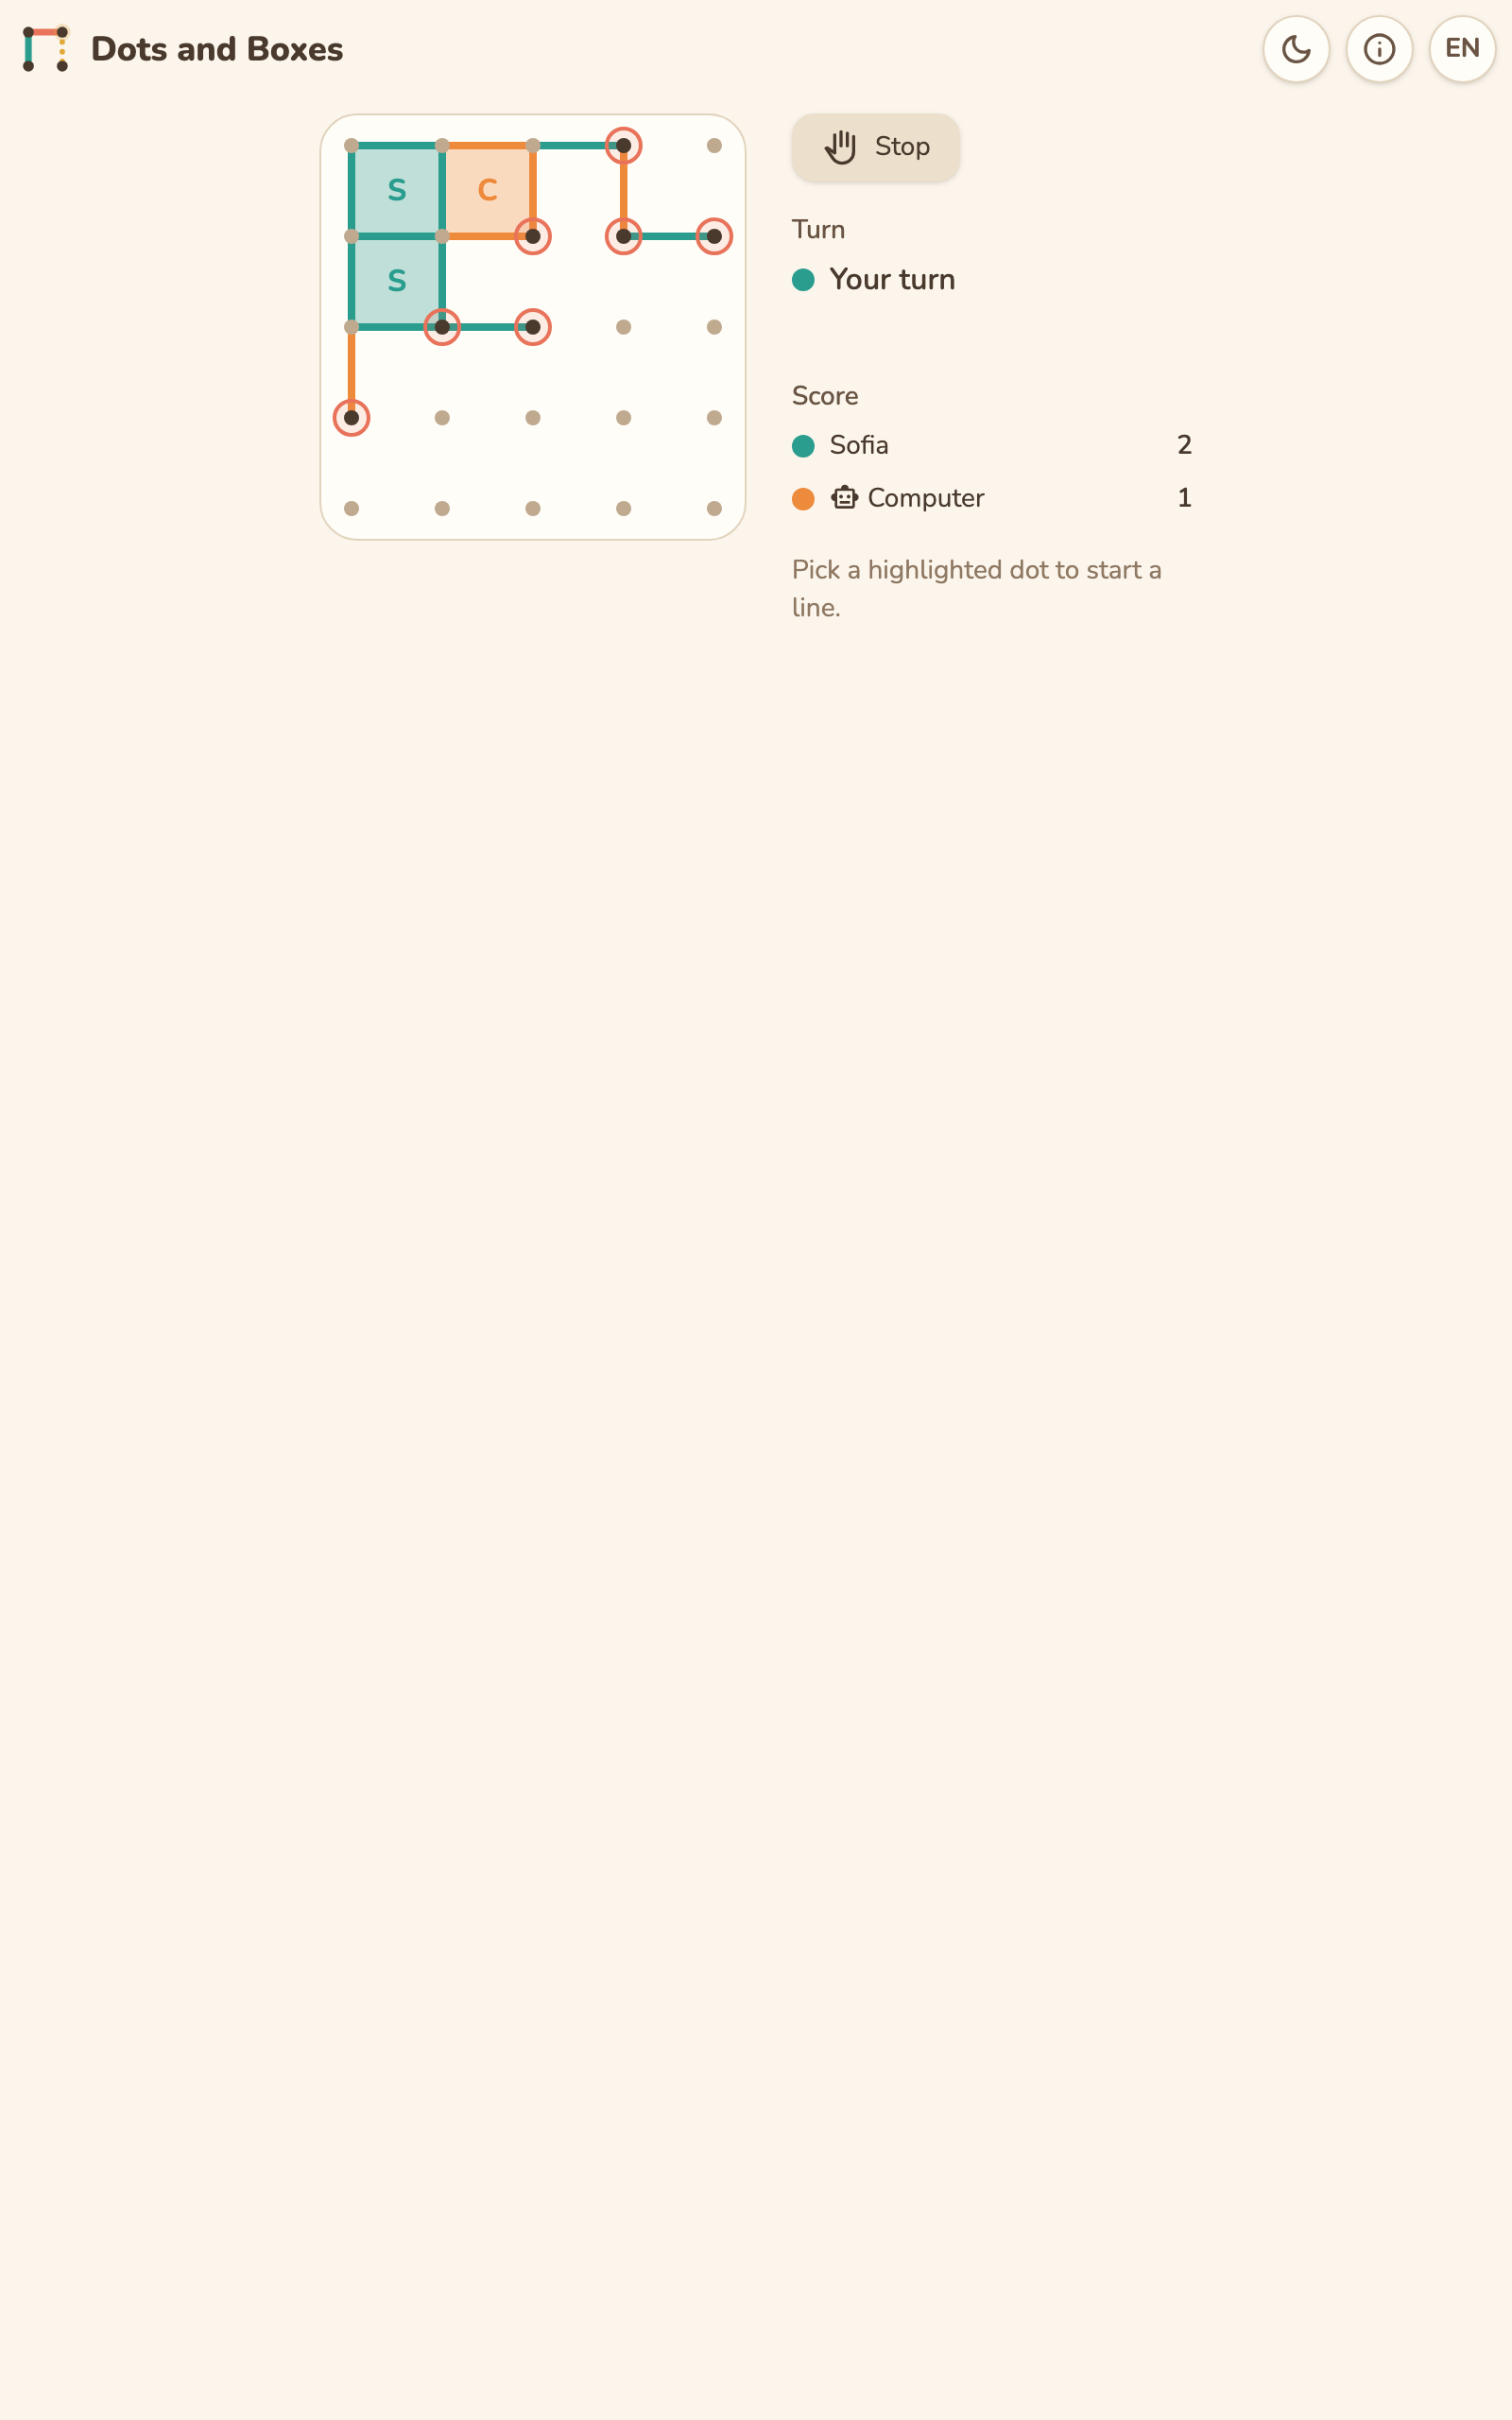 Dots and Boxes
EN
S
C
S
Stop
Turn
Your turn
Score
Sofia 2
Computer 1
Pick a highlighted dot to start a
line.